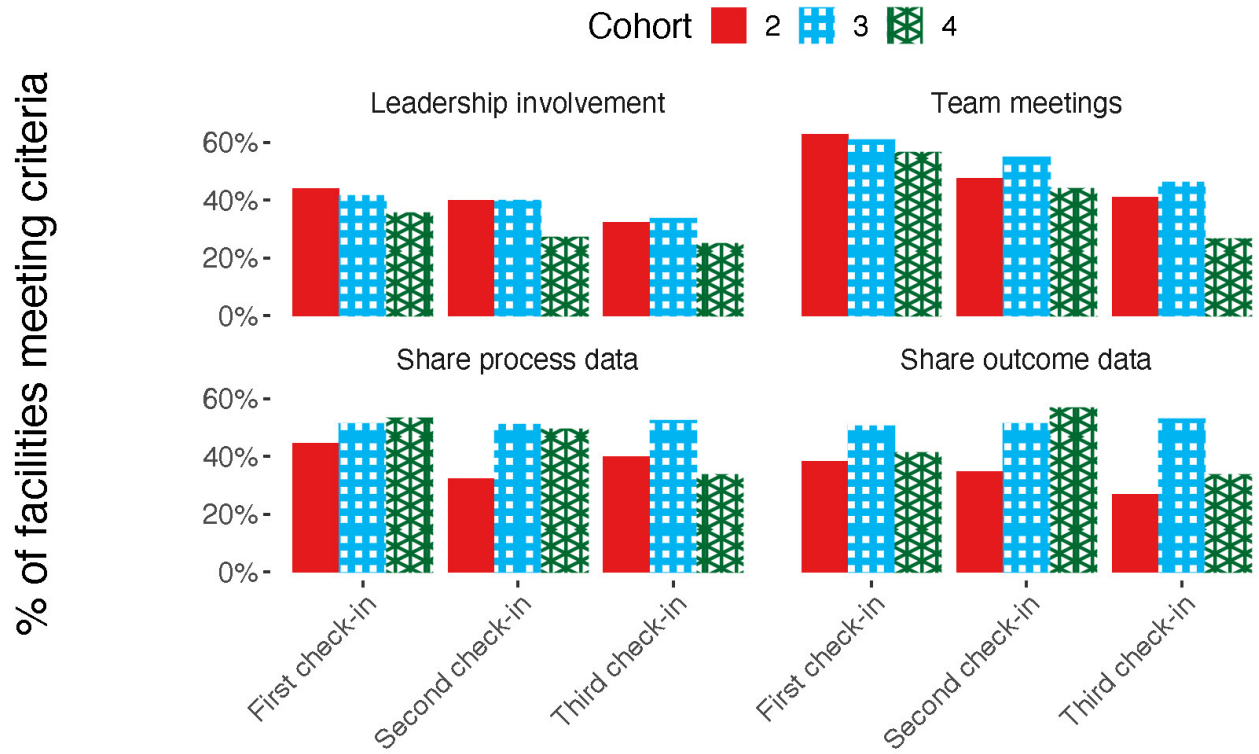 Cohort 2 3 4
% of facilities meeting criteria
Leadership involvement Team meetings
60%
40%
20%
0%
Share process data Share outcome data
60%
40%
20%
0%
First check-in Second check-in Third check-in First check-in Second check-in Third check-in